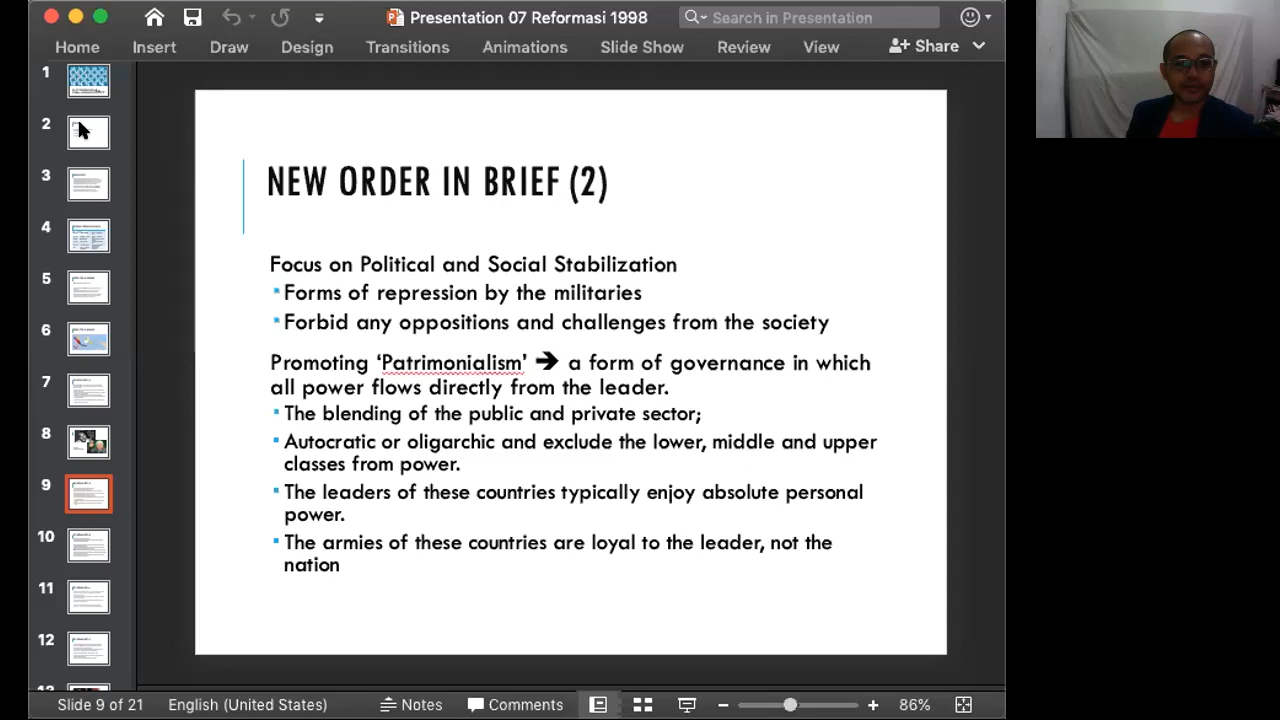 Presentation 07 Reformasi 1998
Search in Presentation
Home Insert Draw Design Transitions Animations Slide Show Review View Share
1
2
3
4
5
6
7
8
9
10
11
12
NEW ORDER IN BRIEF (2)
Focus on Political and Social Stabilization
▪ Forms of repression by the militaries
▪ Forbid any oppositions and challenges from the society
Promoting ‘Patrimonialism’ ➔ a form of governance in which
all power flows directly from the leader.
▪ The blending of the public and private sector;
▪ Autocratic or oligarchic and exclude the lower, middle and upper
classes from power.
▪ The leaders of these countries typically enjoy absolute personal
power.
▪ The armies of these countries are loyal to the leader, not the
nation
Slide 9 of 21 English (United States) Notes Comments 86%